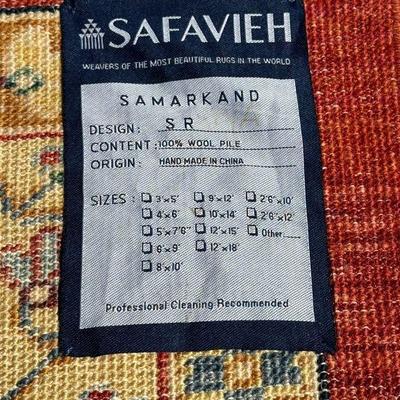 SAFAVIEH
WEAVERS OF THE MOST BEAUTIFUL RUGS IN THE WORLD
SAMARKAND
DESIGN: SR
CONTENT: 100% WOOL PILE
ORIGIN: HAND MADE IN CHINA
SIZES: 3'x5' 9'x12' 2'6"x10'
4'x6' 10'x14' 2'6"x12'
5'x7'6" 12'x15' Other:____
6'x9' 12'x18'
8'x10'
Professional Cleaning Recommended